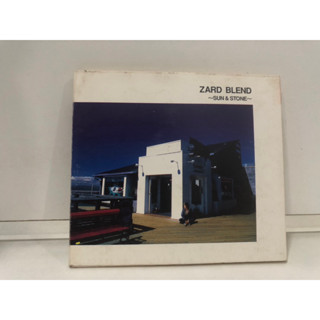 ZARD BLEND
～SUN & STONE～